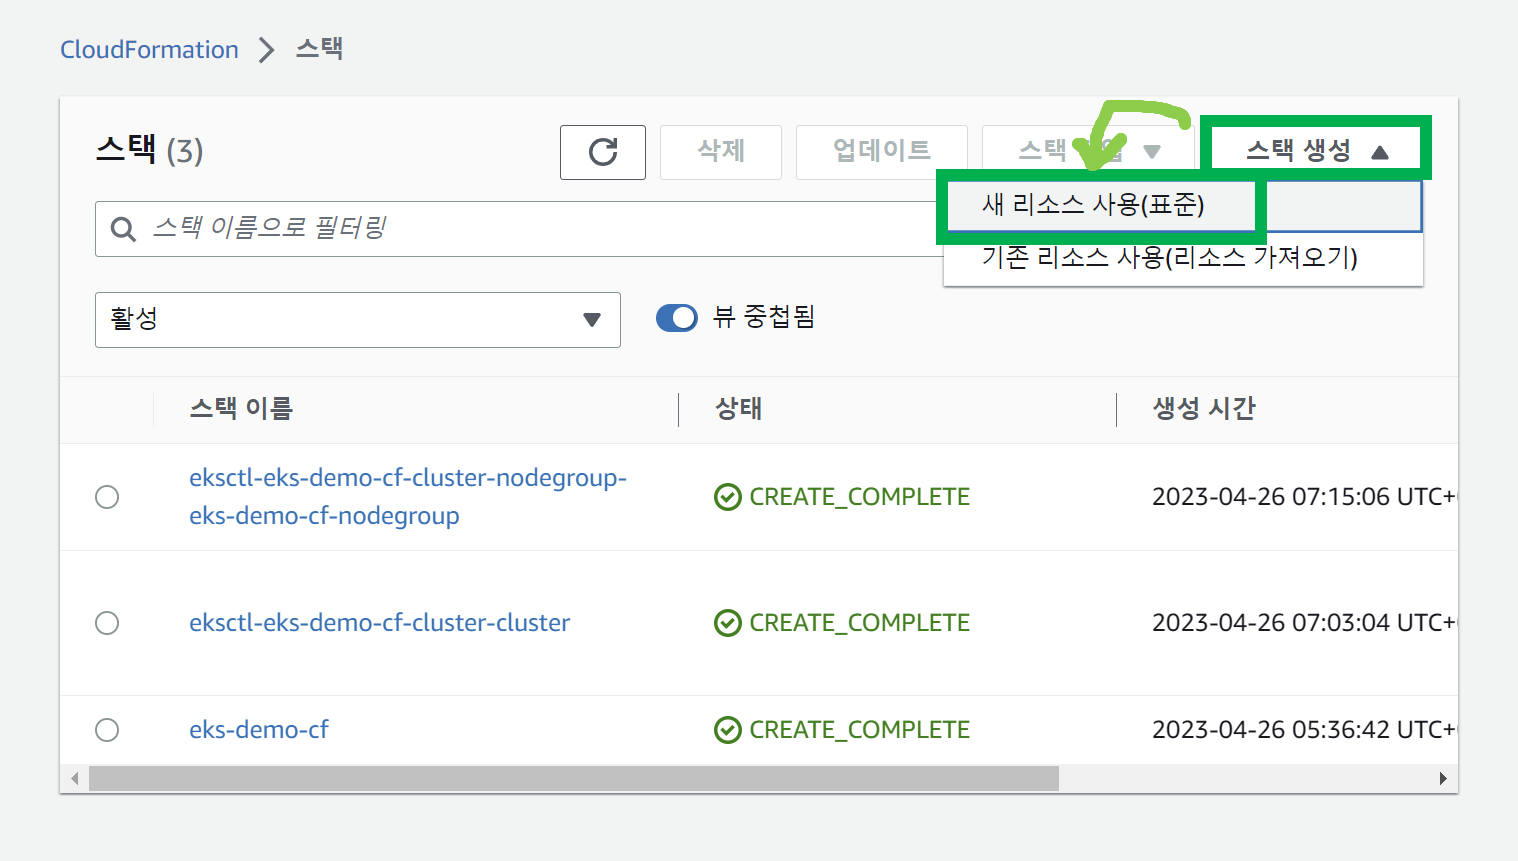 CloudFormation > 스택
스택 (3)
삭제
업데이트
스택
스택 생성
새 리소스 사용(표준)
기존 리소스 사용(리소스 가져오기)
스택 이름으로 필터링
활성
뷰 중첩됨
스택 이름 상태 생성 시간
eksctl-eks-demo-cf-cluster-nodegroup-
eks-demo-cf-nodegroup
CREATE_COMPLETE
2023-04-26 07:15:06 UTC+
eksctl-eks-demo-cf-cluster-cluster
CREATE_COMPLETE
2023-04-26 07:03:04 UTC+
eks-demo-cf
CREATE_COMPLETE
2023-04-26 05:36:42 UTC+